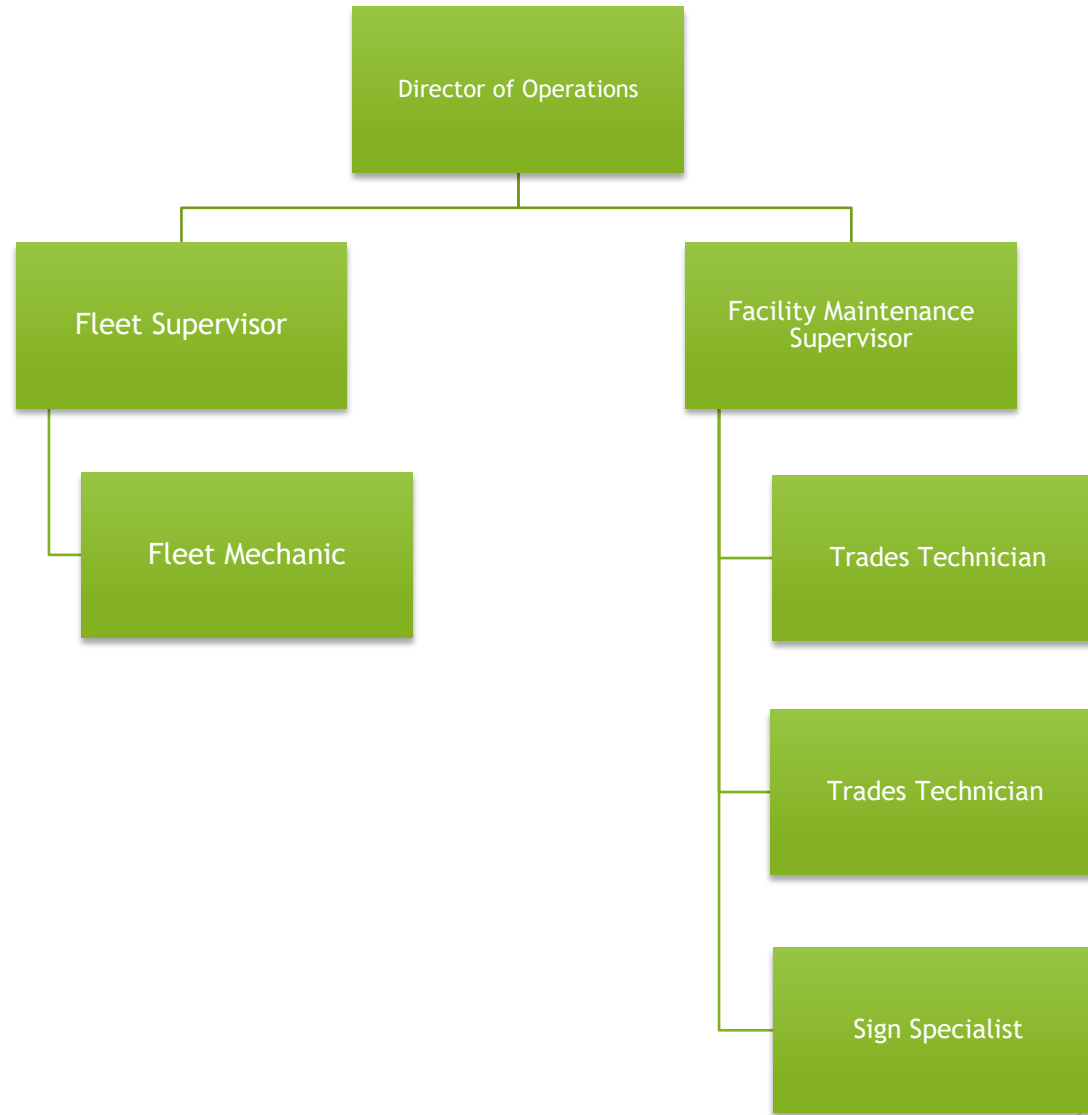 Director of Operations
Fleet Supervisor
Facility Maintenance
Supervisor
Fleet Mechanic
Trades Technician
Trades Technician
Sign Specialist